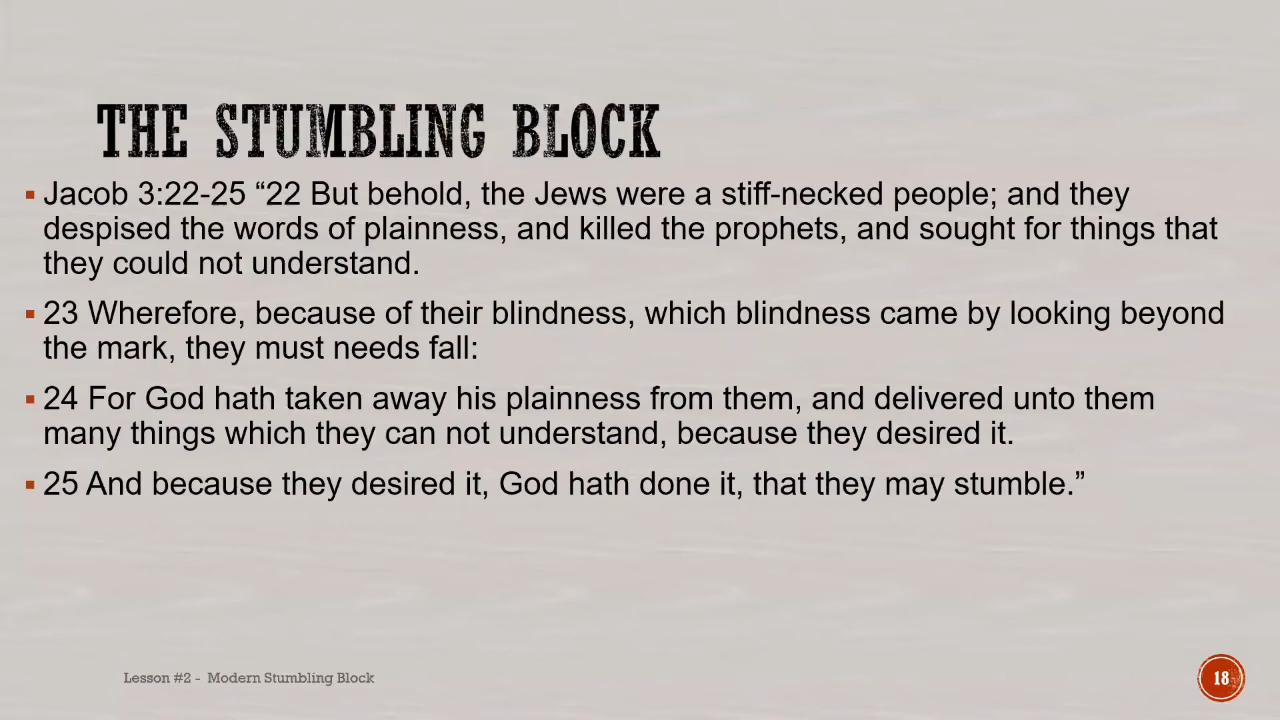 THE STUMBLING BLOCK
▪ Jacob 3:22-25 “22 But behold, the Jews were a stiff-necked people; and they
despised the words of plainness, and killed the prophets, and sought for things that
they could not understand.
▪ 23 Wherefore, because of their blindness, which blindness came by looking beyond
the mark, they must needs fall:
▪ 24 For God hath taken away his plainness from them, and delivered unto them
many things which they can not understand, because they desired it.
▪ 25 And because they desired it, God hath done it, that they may stumble.”
Lesson #2 - Modern Stumbling Block
18